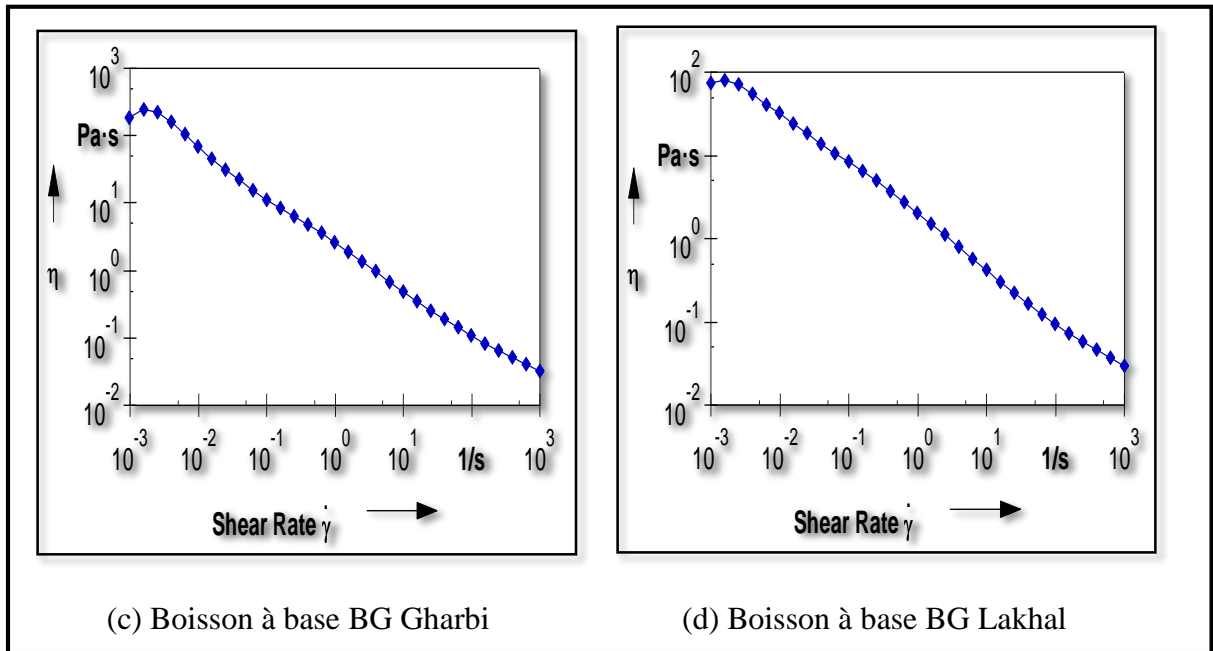 10^3
Pa·s
10^1
η
10^0
10^-1
10^-2
10^-3 10^-2 10^-1 10^0 10^1 1/s 10^3
Shear Rate γ̇
(c) Boisson à base BG Gharbi
10^2
Pa·s
10^0
η
10^-1
10^-2
10^-3 10^-2 10^-1 10^0 10^1 1/s 10^3
Shear Rate γ̇
(d) Boisson à base BG Lakhal